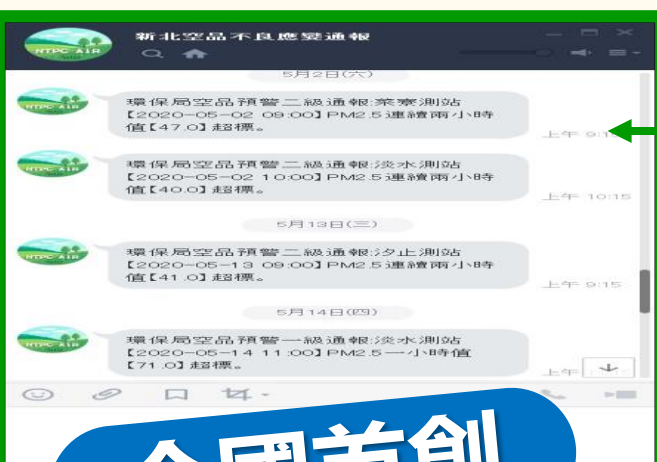 新北空品不良應變通報
NTPC AIR
5月2日(六)
環保局空品預警二級通報:菜寮測站
【2020-05-02 09:00】PM2.5連續兩小時
值【47.0】超標。
上午 9:1
環保局空品預警二級通報:淡水測站
【2020-05-02 10:00】PM2.5連續兩小時
值【40.0】超標。
上午 10:15
5月13日(三)
環保局空品預警二級通報:汐止測站
【2020-05-13 09:00】PM2.5連續兩小時
值【41.0】超標。
上午 9:15
5月14日(四)
環保局空品預警一級通報:淡水測站
【2020-05-14 11:00】PM2.5一小時值
【71.0】超標。
上午
全國首創